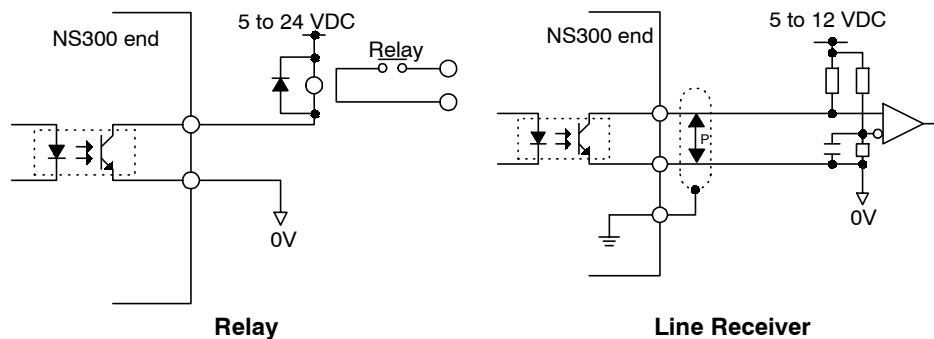 5 to 24 VDC
NS300 end
Relay
0V
Relay
5 to 12 VDC
NS300 end
P
0V
Line Receiver